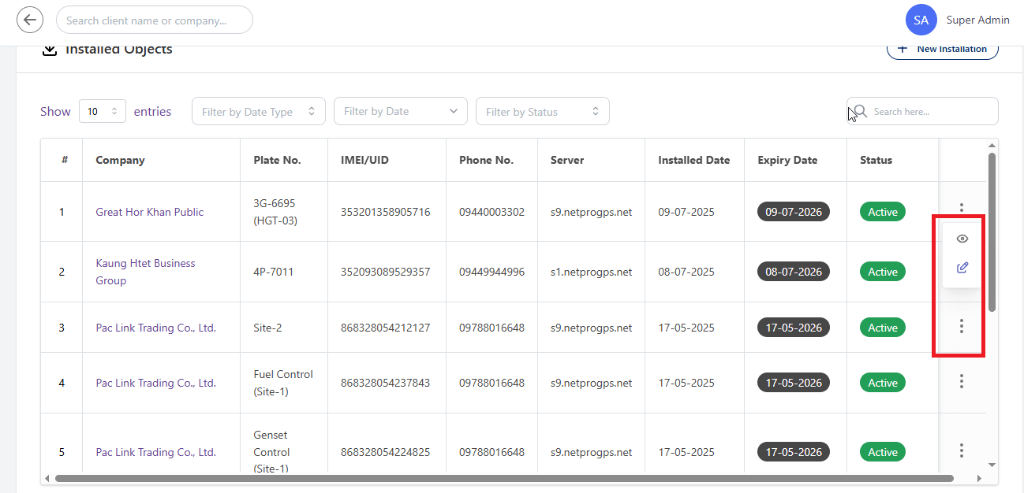 Search client name or company...
SA
Super Admin
Installed Objects
New Installation
Show
10
entries
Filter by Date Type
Filter by Date
Filter by Status
Search here...
# Company Plate No. IMEI/UID Phone No. Server Installed Date Expiry Date Status
1 Great Hor Khan Public 3G-6695 (HGT-03) 353201358905716 09440003302 s9.netprogps.net 09-07-2025 09-07-2026 Active
2 Kaung Htet Business Group 4P-7011 352093089529357 09449944996 s1.netprogps.net 08-07-2025 08-07-2026 Active
3 Pac Link Trading Co., Ltd. Site-2 868328054212127 09788016648 s9.netprogps.net 17-05-2025 17-05-2026 Active
4 Pac Link Trading Co., Ltd. Fuel Control (Site-1) 868328054237843 09788016648 s9.netprogps.net 17-05-2025 17-05-2026 Active
5 Pac Link Trading Co., Ltd. Genset Control (Site-1) 868328054224825 09788016648 s9.netprogps.net 17-05-2025 17-05-2026 Active